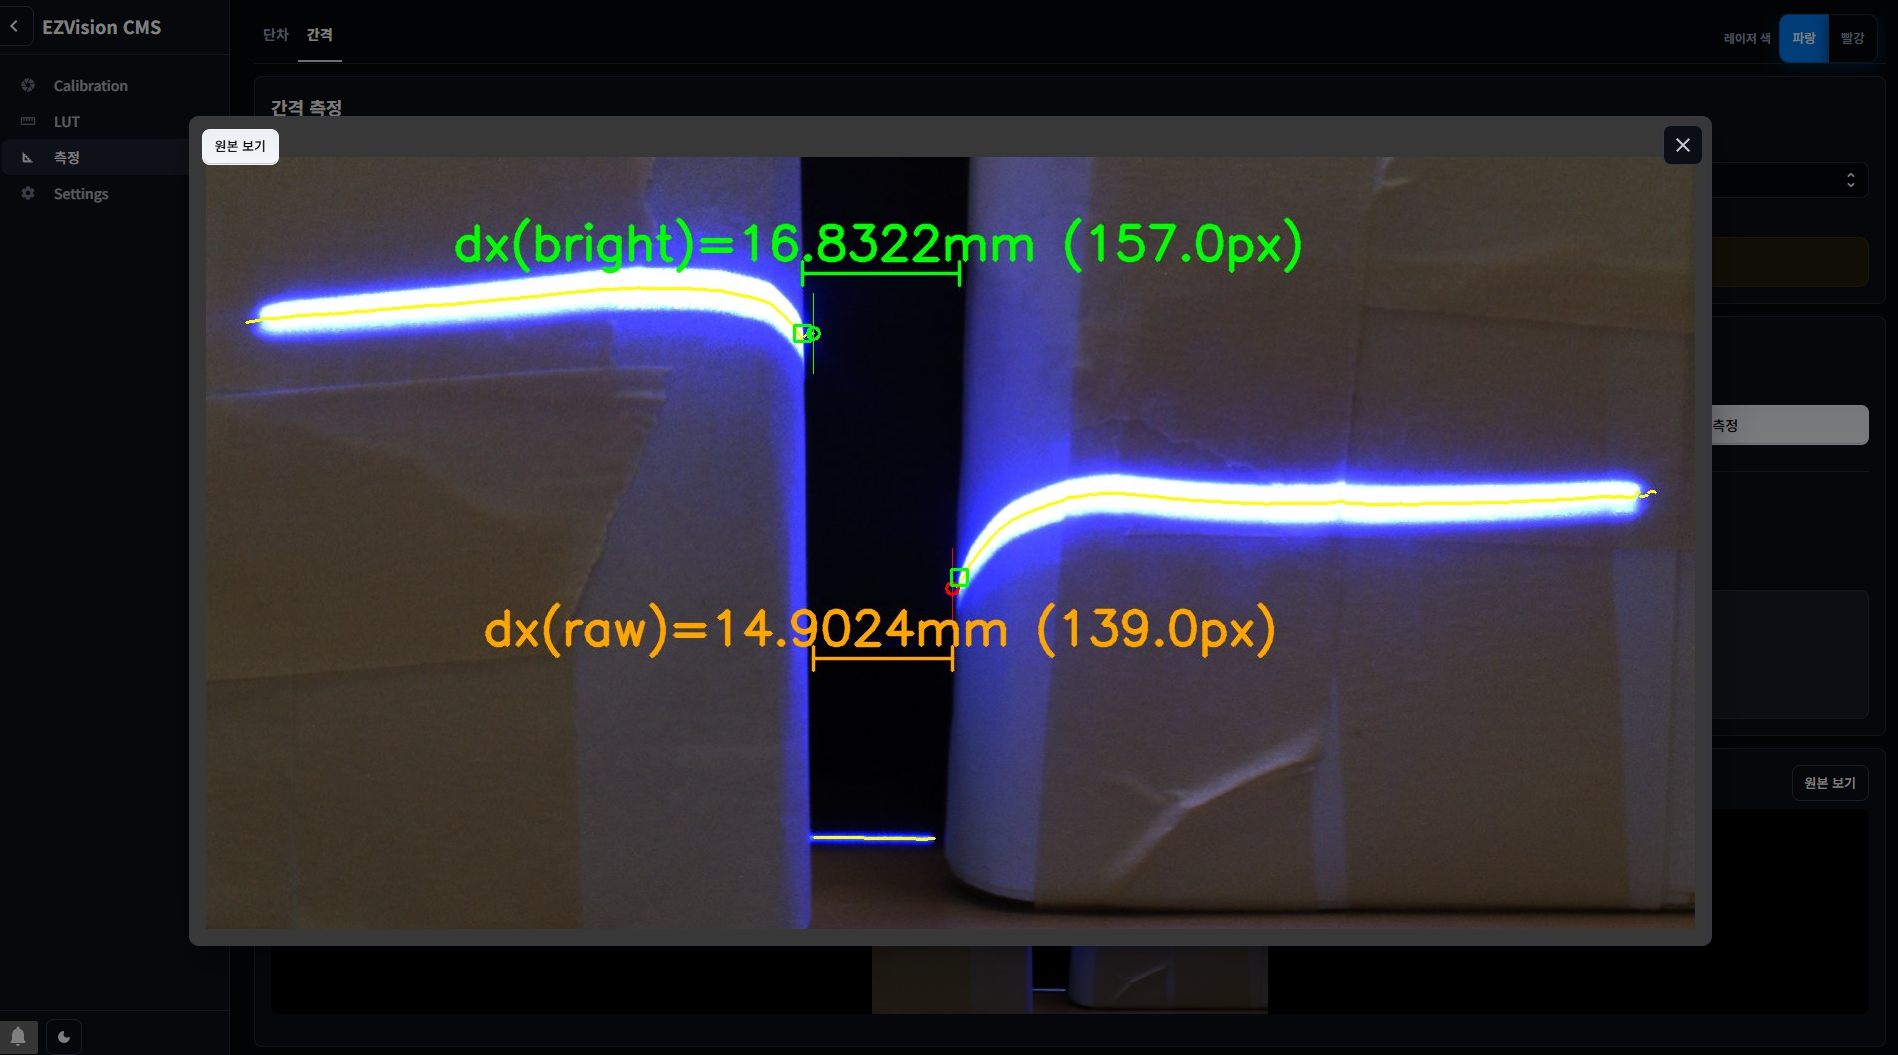 EZVision CMS
단차
간격
레이저 색
파랑
빨강
Calibration
LUT
측정
Settings
간격 측정
원본 보기
dx(bright)=16.8322mm (157.0px)
측정
dx(raw)=14.9024mm (139.0px)
원본 보기